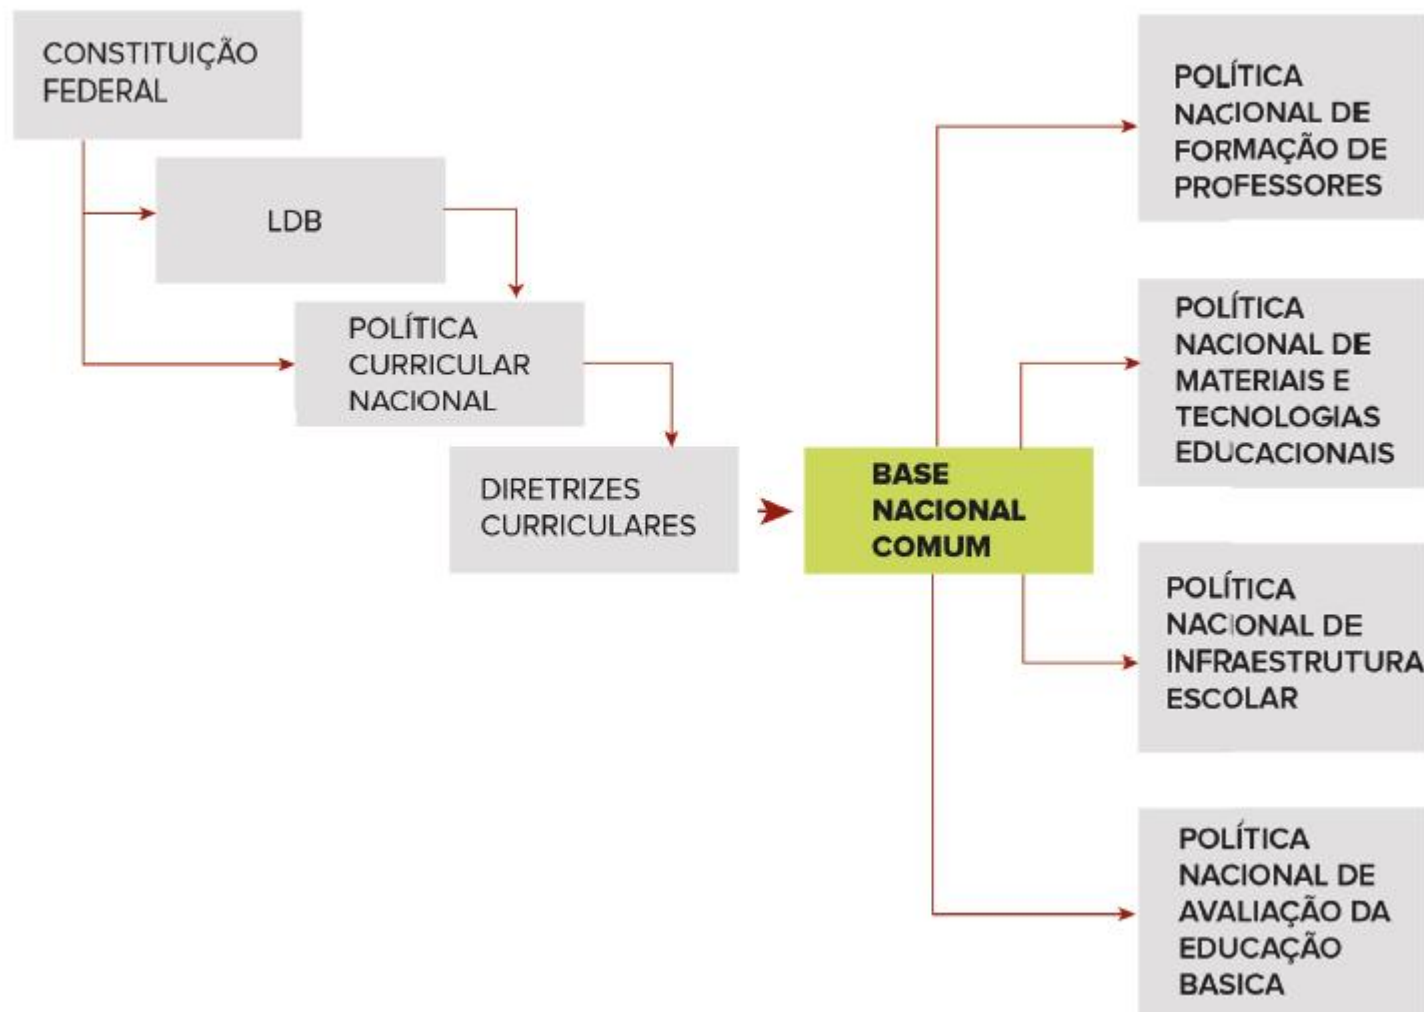 CONSTITUIÇÃO
FEDERAL
LDB
POLÍTICA
CURRICULAR
NACIONAL
DIRETRIZES
CURRICULARES
BASE
NACIONAL
COMUM
POLÍTICA
NACIONAL DE
FORMAÇÃO DE
PROFESSORES
POLÍTICA
NACIONAL DE
MATERIAIS E
TECNOLOGIAS
EDUCACIONAIS
POLÍTICA
NACIONAL DE
INFRAESTRUTURA
ESCOLAR
POLÍTICA
NACIONAL DE
AVALIAÇÃO DA
EDUCAÇÃO
BASICA